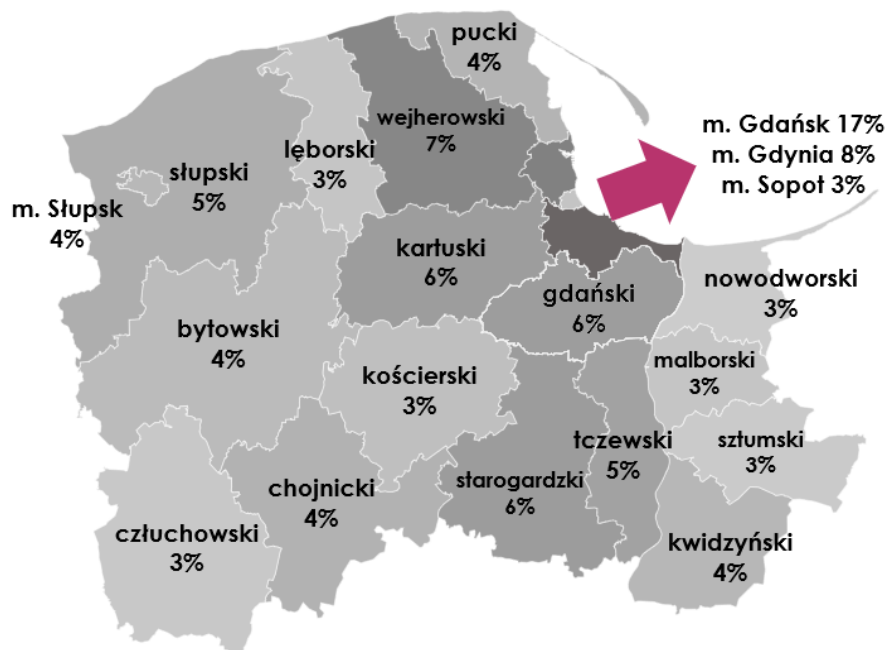 pucki
4%
wejherowski
7%
m. Gdańsk 17%
m. Gdynia 8%
m. Sopot 3%
lęborski
3%
słupski
5%
m. Słupsk
4%
kartuski
6%
gdański
6%
nowodworski
3%
bytowski
4%
kościerski
3%
malborski
3%
tczewski
5%
sztumski
3%
starogardzki
6%
chojnicki
4%
człuchowski
3%
kwidzyński
4%